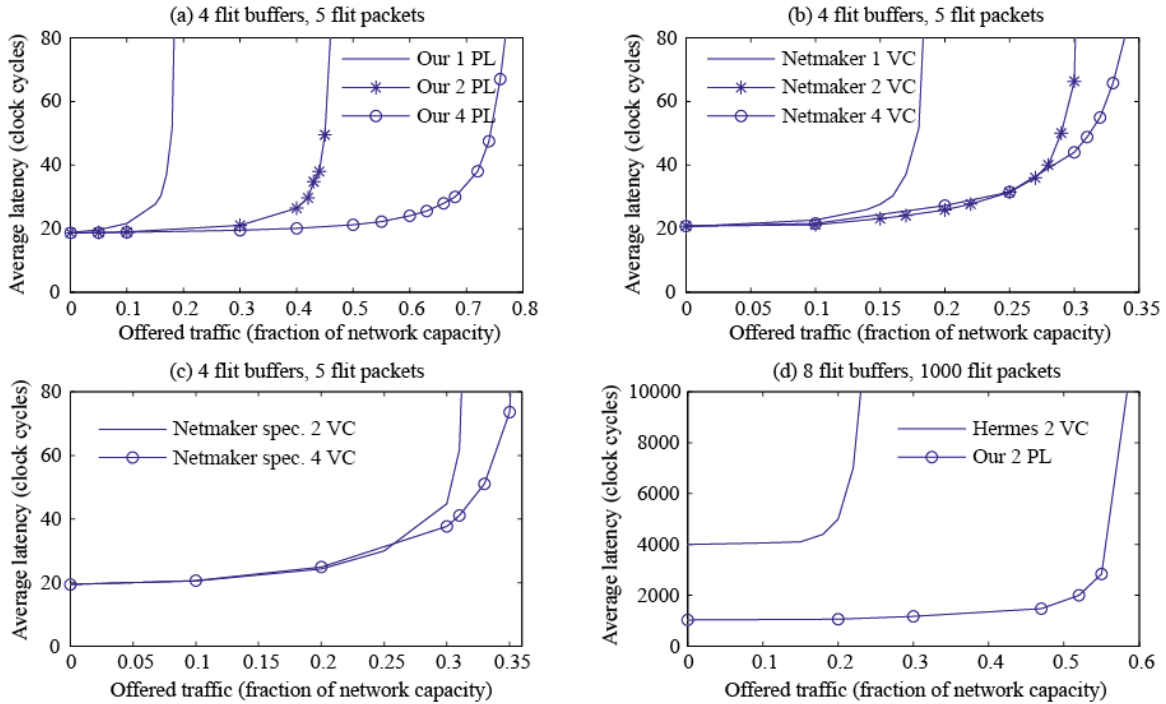 (a) 4 flit buffers, 5 flit packets
Average latency (clock cycles)
80
60
40
20
0
Our 1 PL
Our 2 PL
Our 4 PL
0 0.1 0.2 0.3 0.4 0.5 0.6 0.7 0.8
Offered traffic (fraction of network capacity)
(b) 4 flit buffers, 5 flit packets
Average latency (clock cycles)
80
60
40
20
0
Netmaker 1 VC
Netmaker 2 VC
Netmaker 4 VC
0 0.05 0.1 0.15 0.2 0.25 0.3 0.35
Offered traffic (fraction of network capacity)
(c) 4 flit buffers, 5 flit packets
Average latency (clock cycles)
80
60
40
20
0
Netmaker spec. 2 VC
Netmaker spec. 4 VC
0 0.05 0.1 0.15 0.2 0.25 0.3 0.35
Offered traffic (fraction of network capacity)
(d) 8 flit buffers, 1000 flit packets
Average latency (clock cycles)
10000
8000
6000
4000
2000
0
Hermes 2 VC
Our 2 PL
0 0.1 0.2 0.3 0.4 0.5 0.6
Offered traffic (fraction of network capacity)